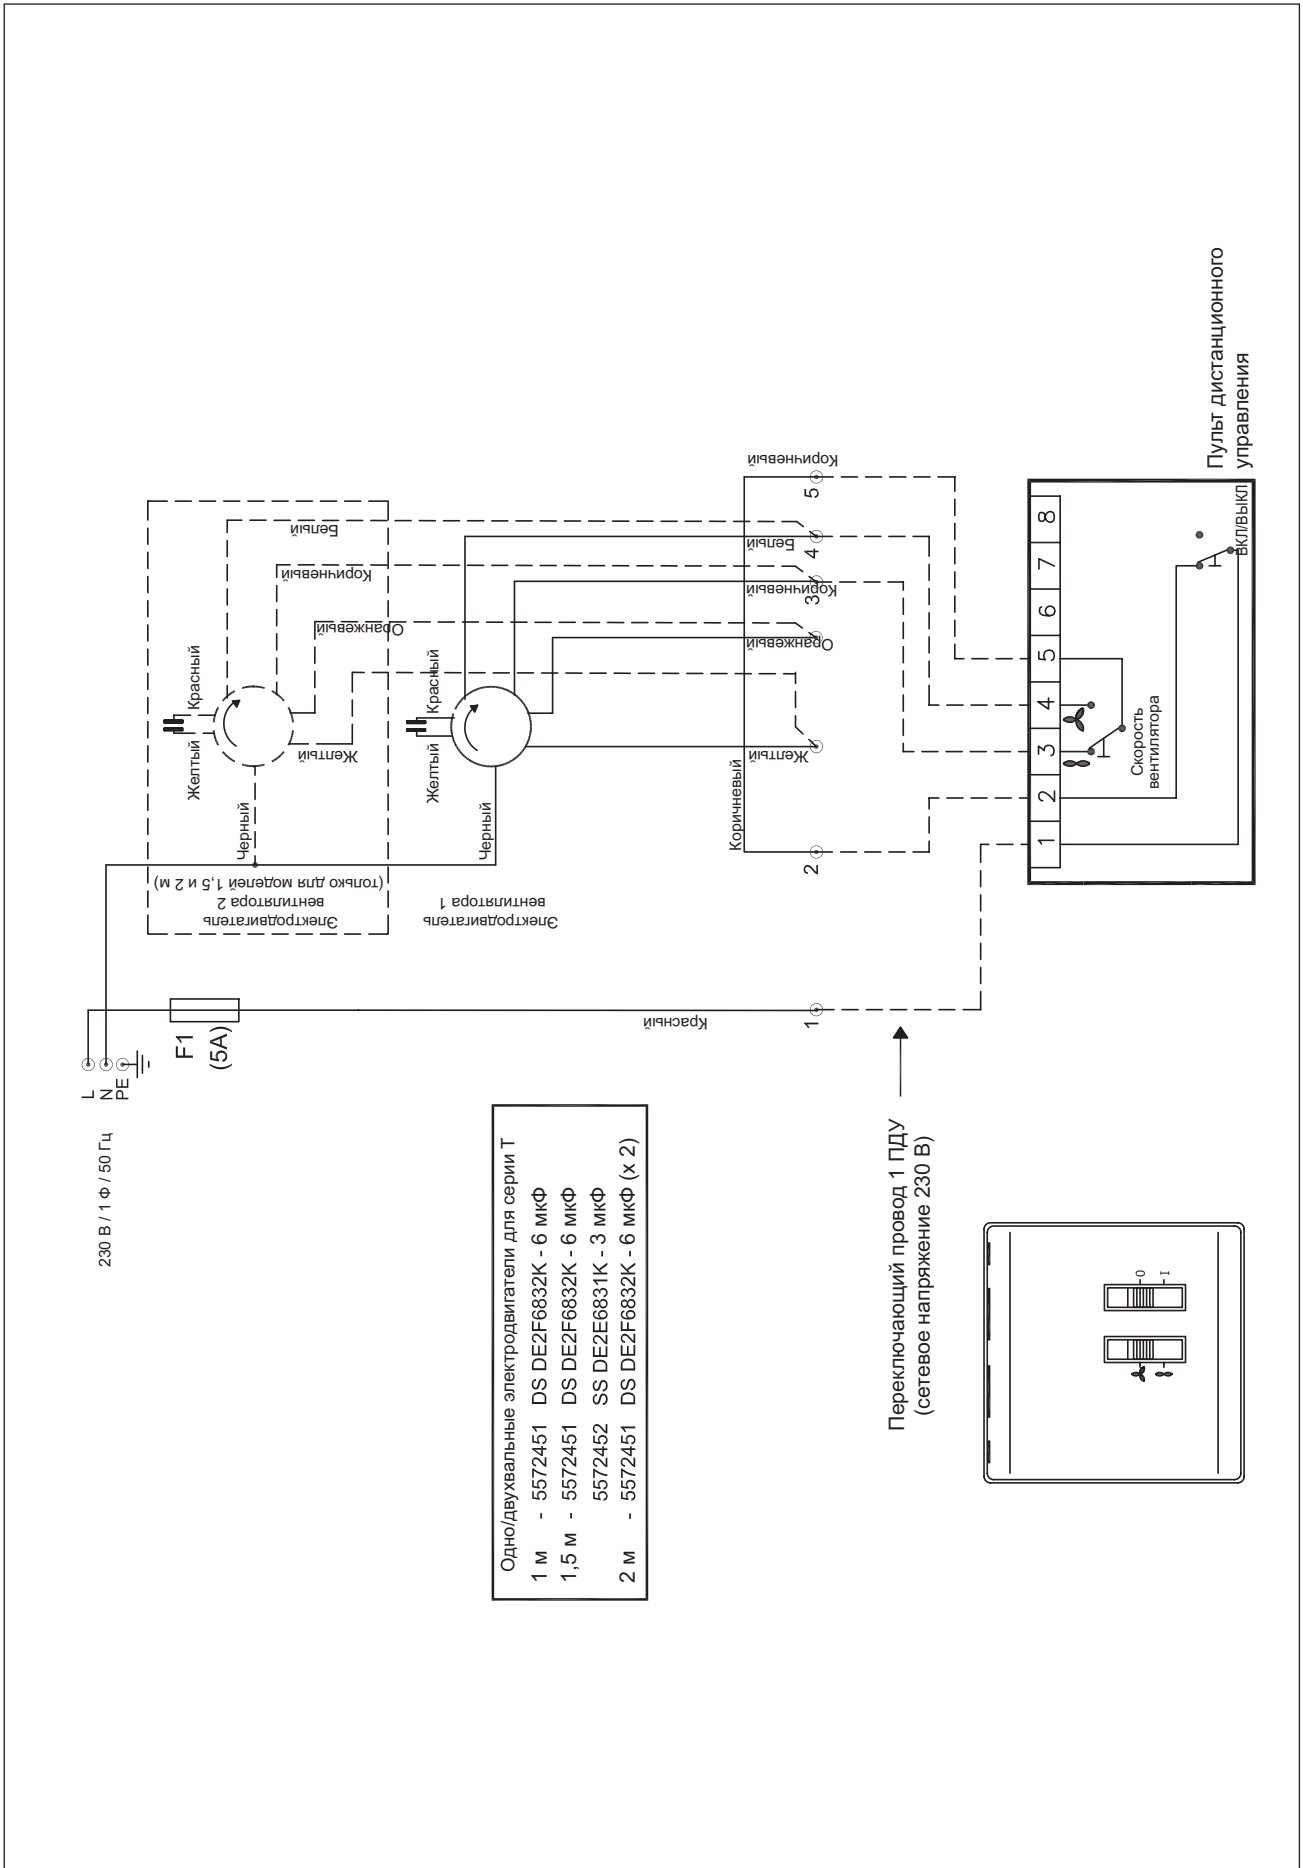 230 В / 1 Ф / 50 Гц
L
N
PE
F1
(5A)
Красный
1
Электродвигатель
вентилятора 2
(только для моделей 1,5 и 2 м)
Черный
Желтый
Красный
Желтый
Оранжевый
Коричневый
Белый
Электродвигатель
вентилятора 1
Черный
Желтый
Красный
Коричневый
2
Желтый
Оранжевый
3
Коричневый
4
Белый
5
Коричневый
Одно/двухвальные электродвигатели для серии Т
1 м - 5572451 DS DE2F6832K - 6 мкФ
1,5 м - 5572451 DS DE2F6832K - 6 мкФ
5572452 SS DE2E6831K - 3 мкФ
2 м - 5572451 DS DE2F6832K - 6 мкФ (x 2)
Переключающий провод 1 ПДУ
(сетевое напряжение 230 В)
1 2 3 4 5 6 7 8
Скорость
вентилятора
ВКЛ/ВЫКЛ
Пульт дистанционного
управления
0
I